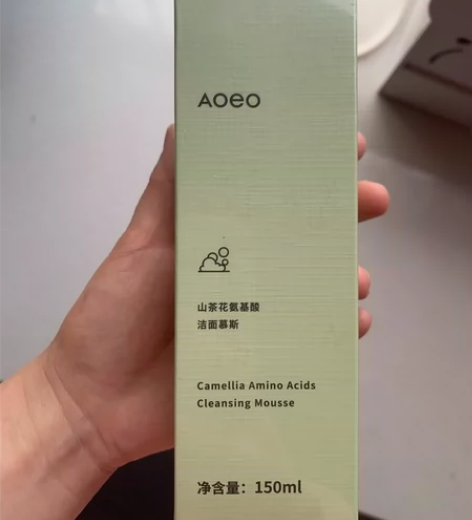 AOEO
山茶花氨基酸
洁面慕斯
Camellia Amino Acids
Cleansing Mousse
净含量：150ml